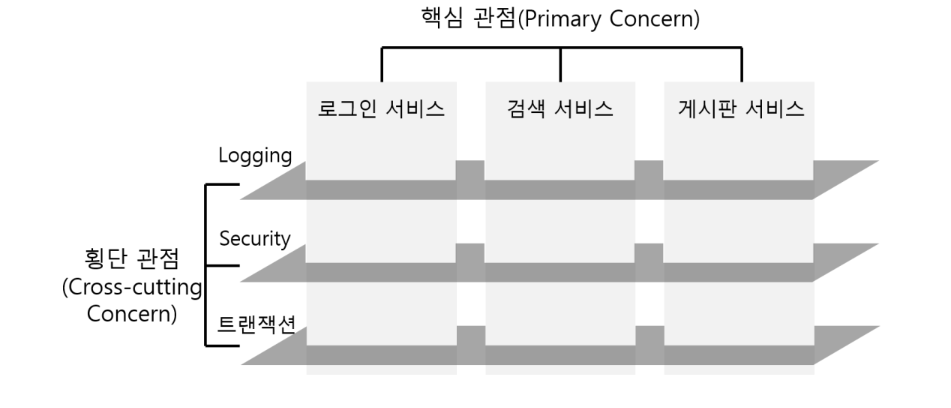 핵심 관점(Primary Concern)
로그인 서비스
검색 서비스
게시판 서비스
Logging
Security
횡단 관점
(Cross-cutting
Concern)
트랜잭션